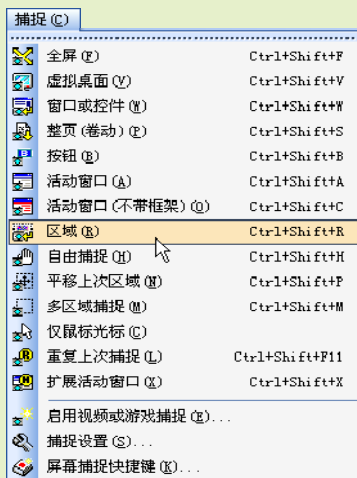 捕捉(C)
全屏(F) Ctrl+Shift+F
虚拟桌面(V) Ctrl+Shift+V
窗口或控件(W) Ctrl+Shift+W
整页(卷动)(P) Ctrl+Shift+S
按钮(B) Ctrl+Shift+B
活动窗口(A) Ctrl+Shift+A
活动窗口(不带框架)(O) Ctrl+Shift+C
区域(R) Ctrl+Shift+R
自由捕捉(H) Ctrl+Shift+H
平移上次区域(N) Ctrl+Shift+P
多区域捕捉(M) Ctrl+Shift+M
仅鼠标光标(C)
重复上次捕捉(L) Ctrl+Shift+F11
扩展活动窗口(X) Ctrl+Shift+X
启用视频或游戏捕捉(E)...
捕捉设置(S)...
屏幕捕捉快捷键(K)...